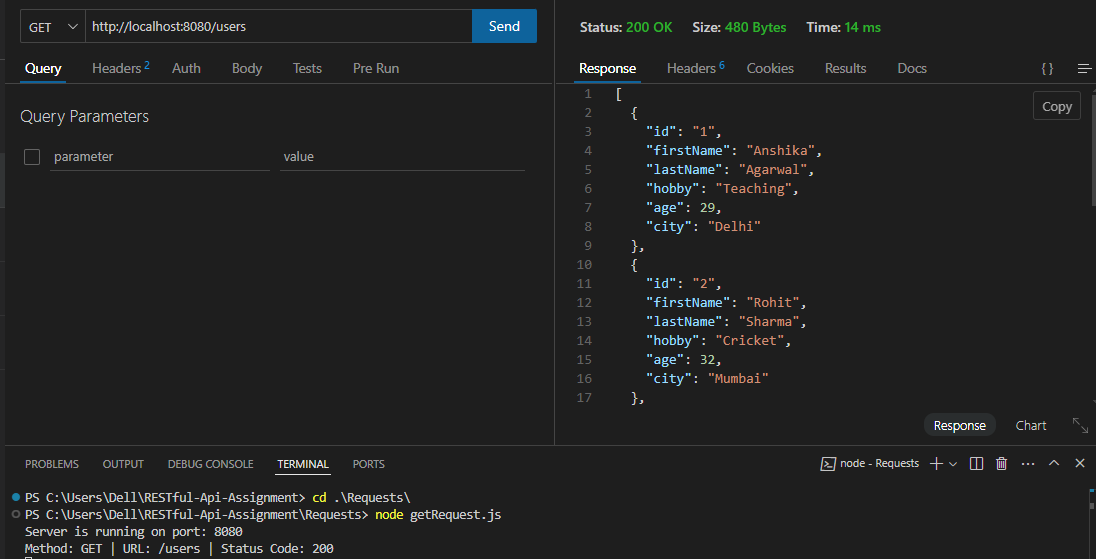 GET http://localhost:8080/users Send
Query Headers 2 Auth Body Tests Pre Run
Query Parameters
parameter value
Status: 200 OK Size: 480 Bytes Time: 14 ms
Response Headers 6 Cookies Results Docs {}
Copy
1 [
2 {
3 "id": "1",
4 "firstName": "Anshika",
5 "lastName": "Agarwal",
6 "hobby": "Teaching",
7 "age": 29,
8 "city": "Delhi"
9 },
10 {
11 "id": "2",
12 "firstName": "Rohit",
13 "lastName": "Sharma",
14 "hobby": "Cricket",
15 "age": 32,
16 "city": "Mumbai"
17 },
Response Chart
PROBLEMS OUTPUT DEBUG CONSOLE TERMINAL PORTS node - Requests
PS C:\Users\Dell\RESTful-Api-Assignment> cd .\Requests\
PS C:\Users\Dell\RESTful-Api-Assignment\Requests> node getRequest.js
Server is running on port: 8080
Method: GET | URL: /users | Status Code: 200